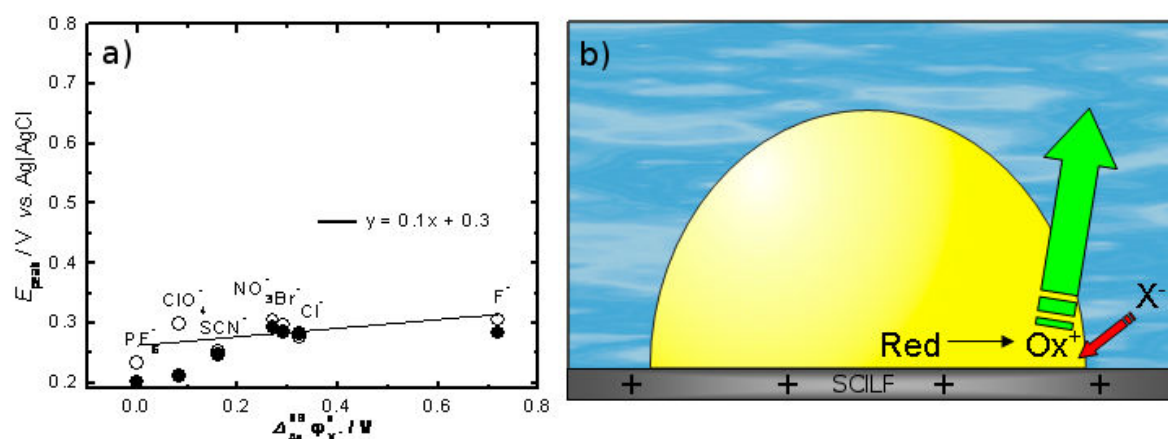 a)
E peak / V vs. Ag|AgCl
0.8
0.7
0.6
0.5
0.4
0.3
0.2
y = 0.1x + 0.3
PF6-
ClO4-
SCN-
NO3-
Br-
Cl-
F-
0.0 0.2 0.4 0.6 0.8
/ V
b)
X-
Red Ox+
SCILF
+ + + +